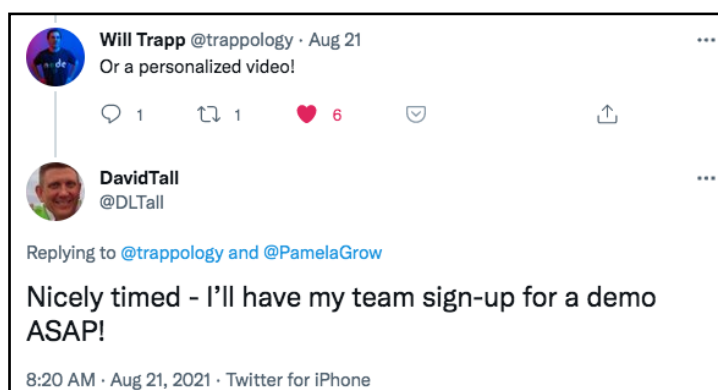 Will Trapp @trappology · Aug 21
Or a personalized video!
1 1 6
DavidTall
@DLTall
Replying to @trappology and @PamelaGrow
Nicely timed - I’ll have my team sign-up for a demo
ASAP!
8:20 AM · Aug 21, 2021 · Twitter for iPhone